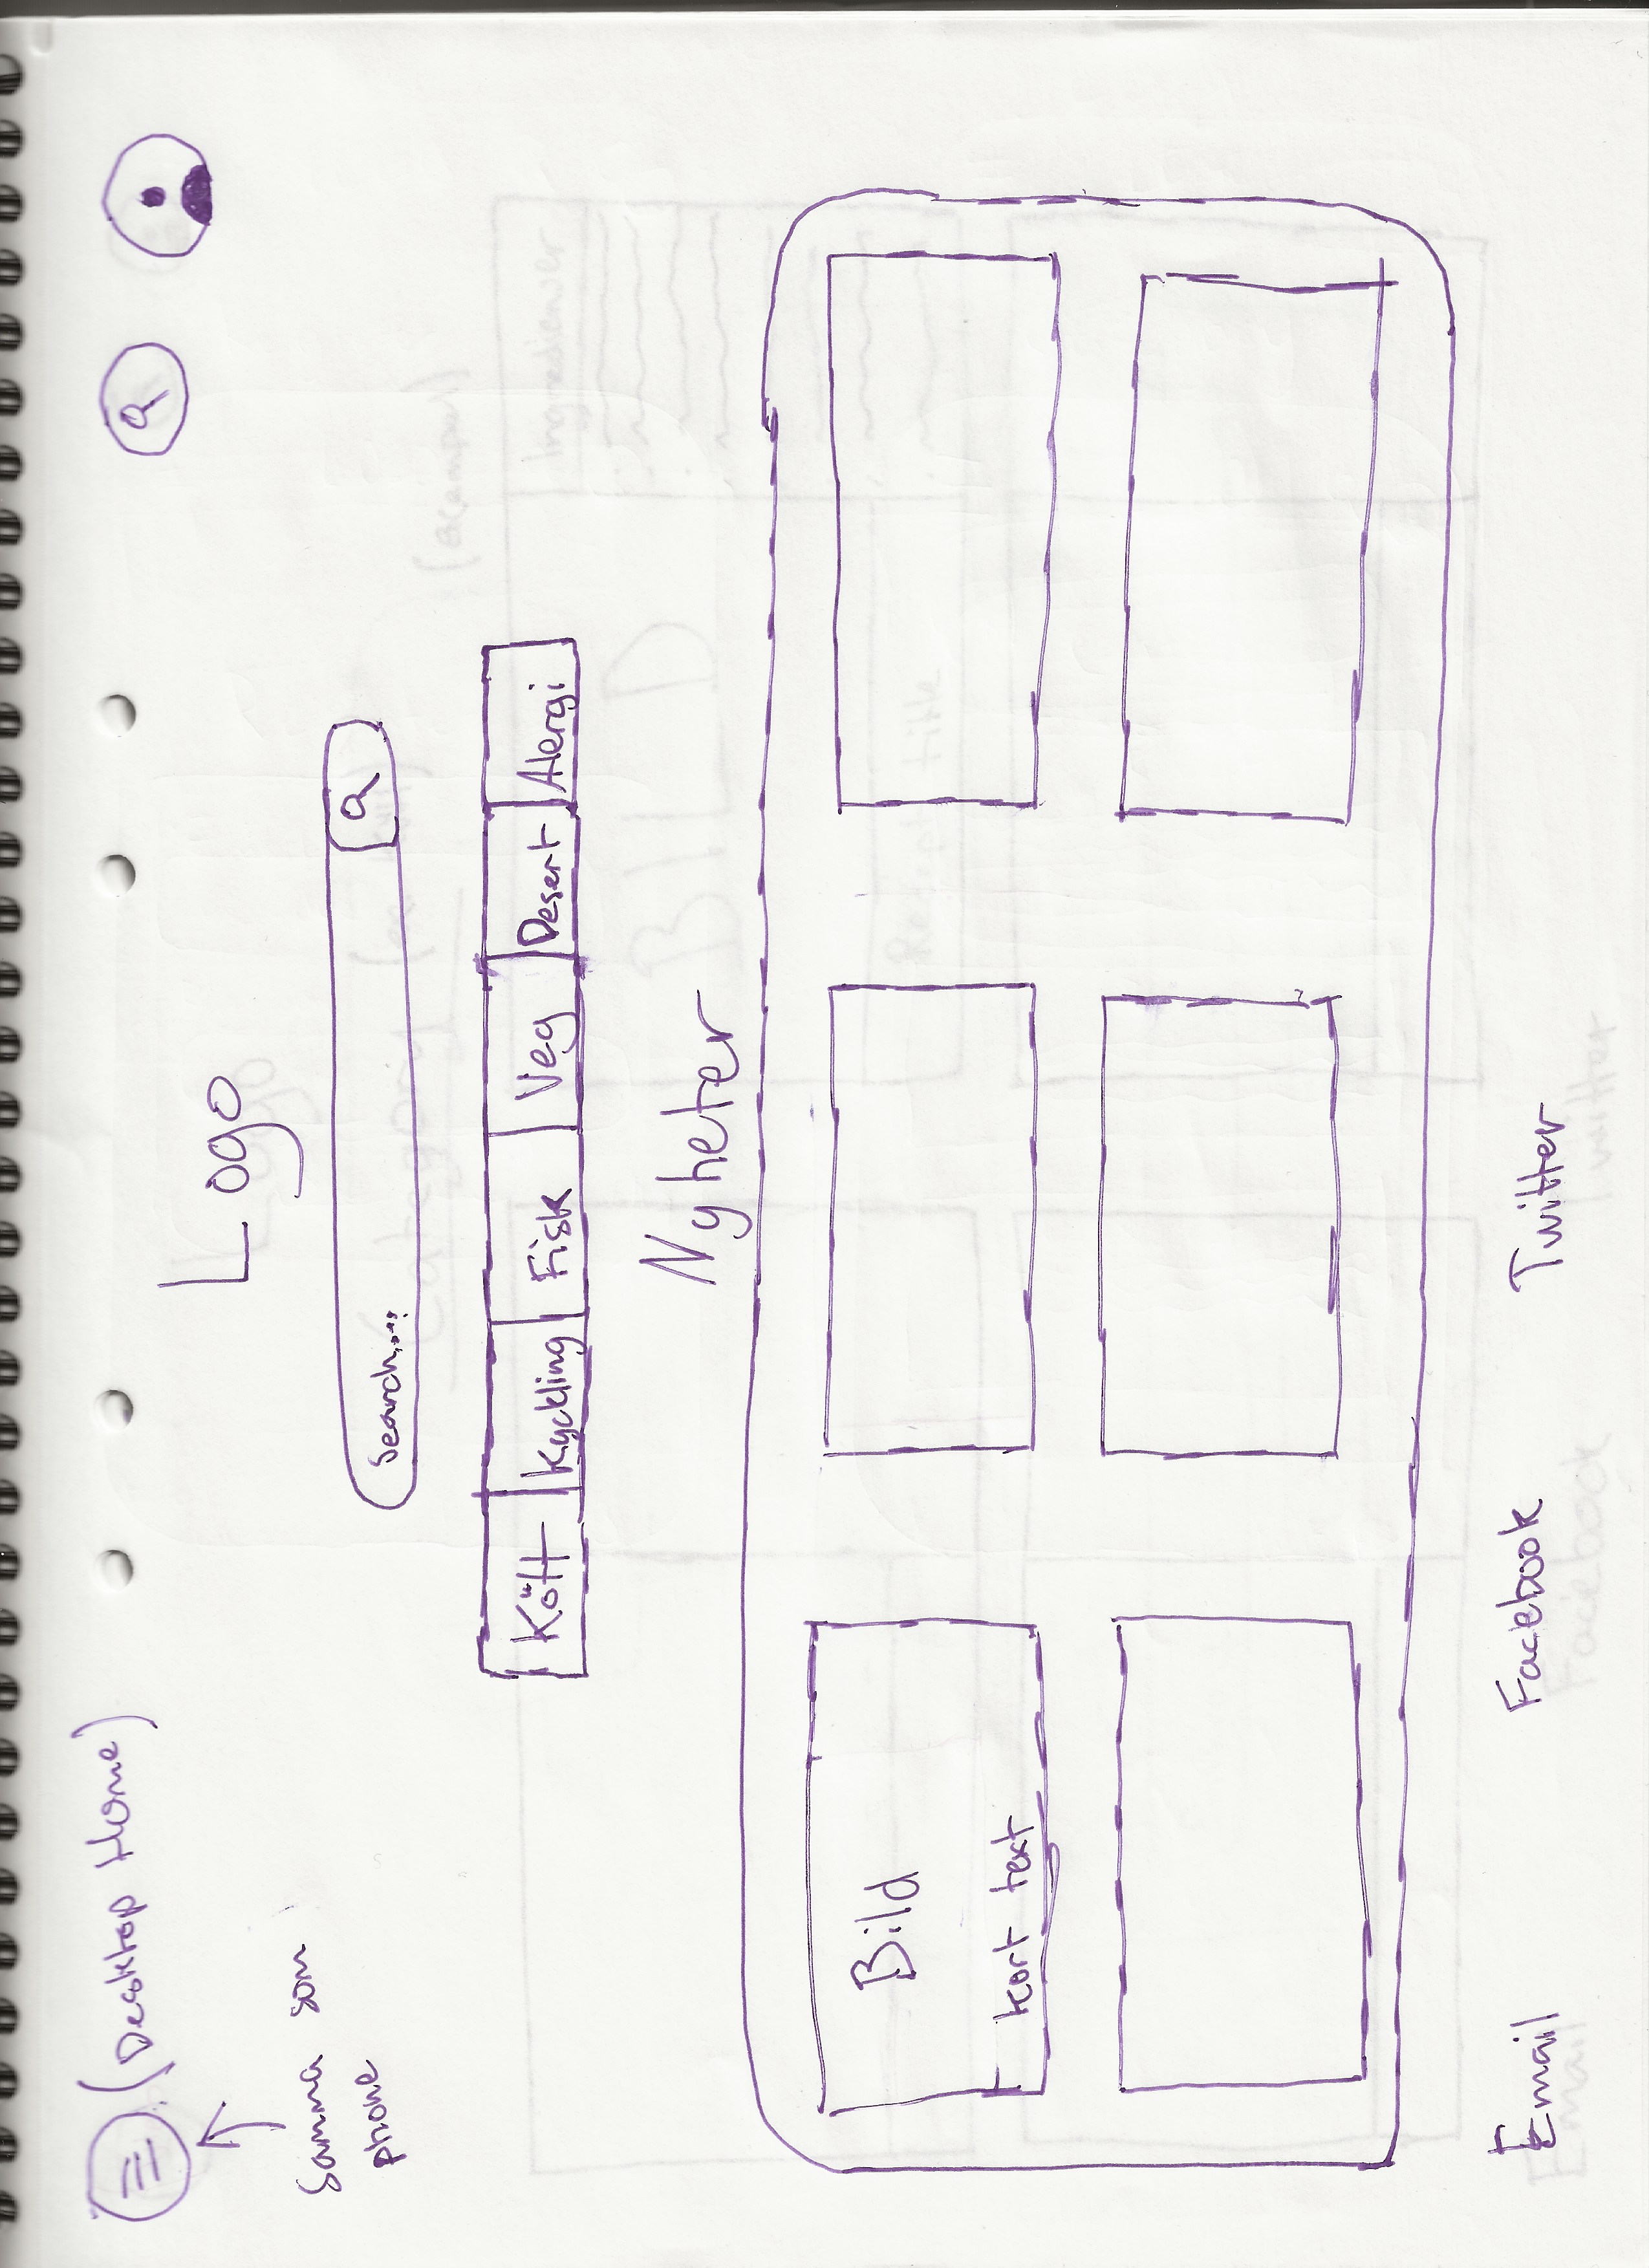 (Desktop Home)
Samma som
phone
Logo
Search....
Kött Kyckling Fisk Veg Desert Alergi
Nyheter
Bild
kort text
Email Facebook Twitter